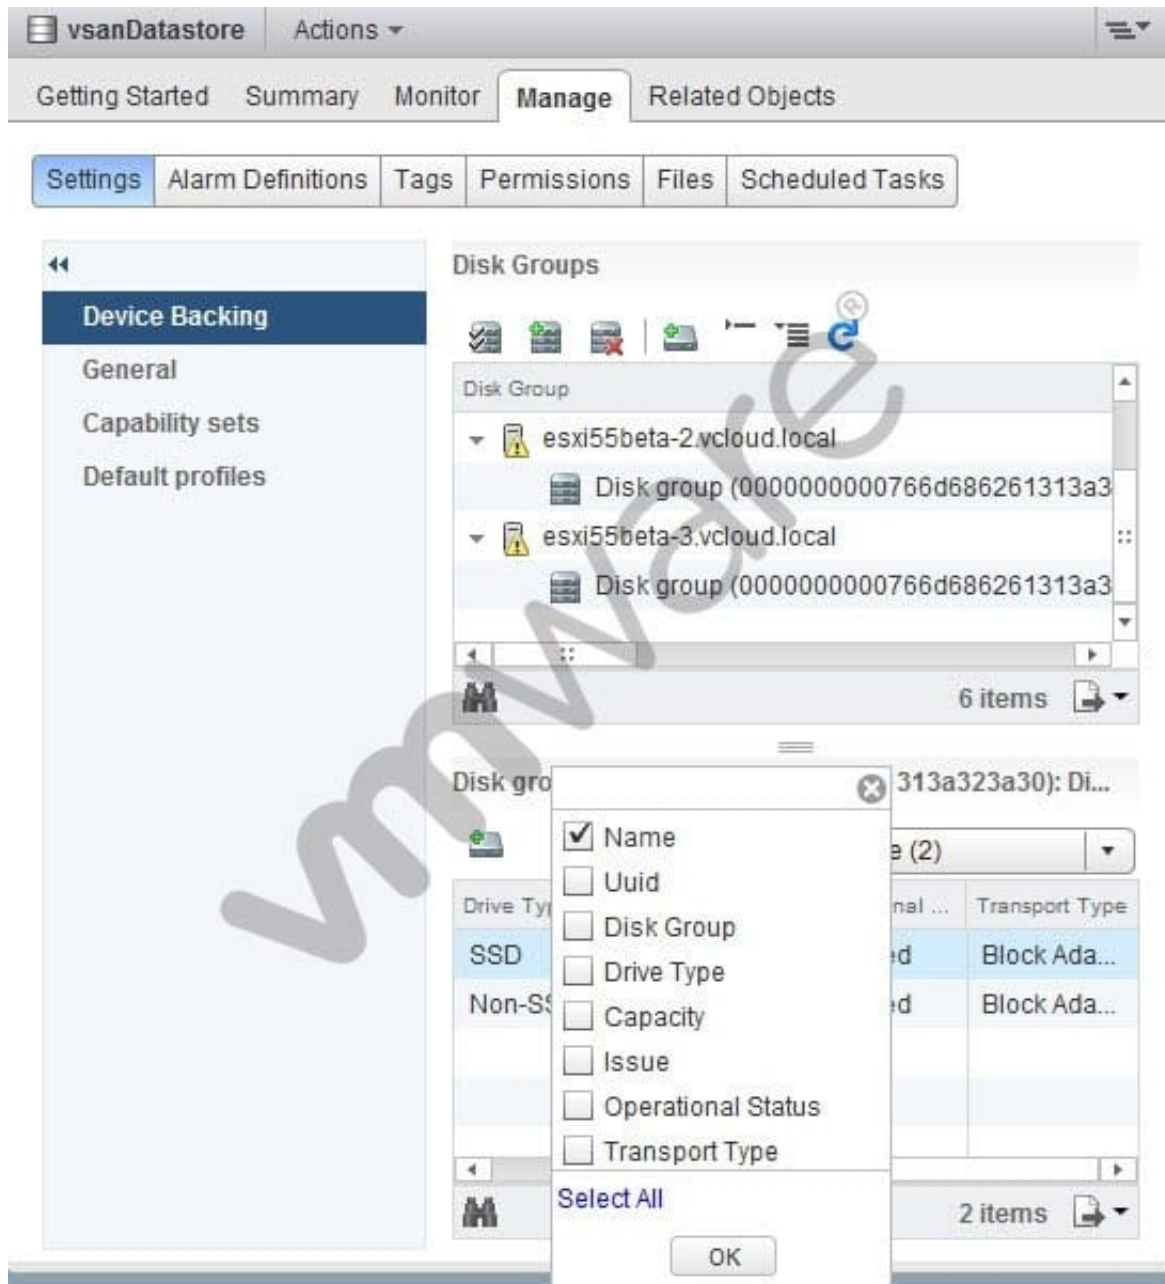 vsanDatastore Actions
Getting Started Summary Monitor Manage Related Objects
Settings Alarm Definitions Tags Permissions Files Scheduled Tasks
Disk Groups
Device Backing
General
Capability sets
Default profiles
Disk Group
esxi55beta-2.vcloud.local
Disk group (0000000000766d686261313a3
esxi55beta-3.vcloud.local
Disk group (0000000000766d686261313a3
6 items
Disk gro 313a323a30): Di...
e (2)
Drive Typ nal ... Transport Type
SSD ed Block Ada...
Non-SS ed Block Ada...
Name
Uuid
Disk Group
Drive Type
Capacity
Issue
Operational Status
Transport Type
Select All
OK
2 items
vmware®